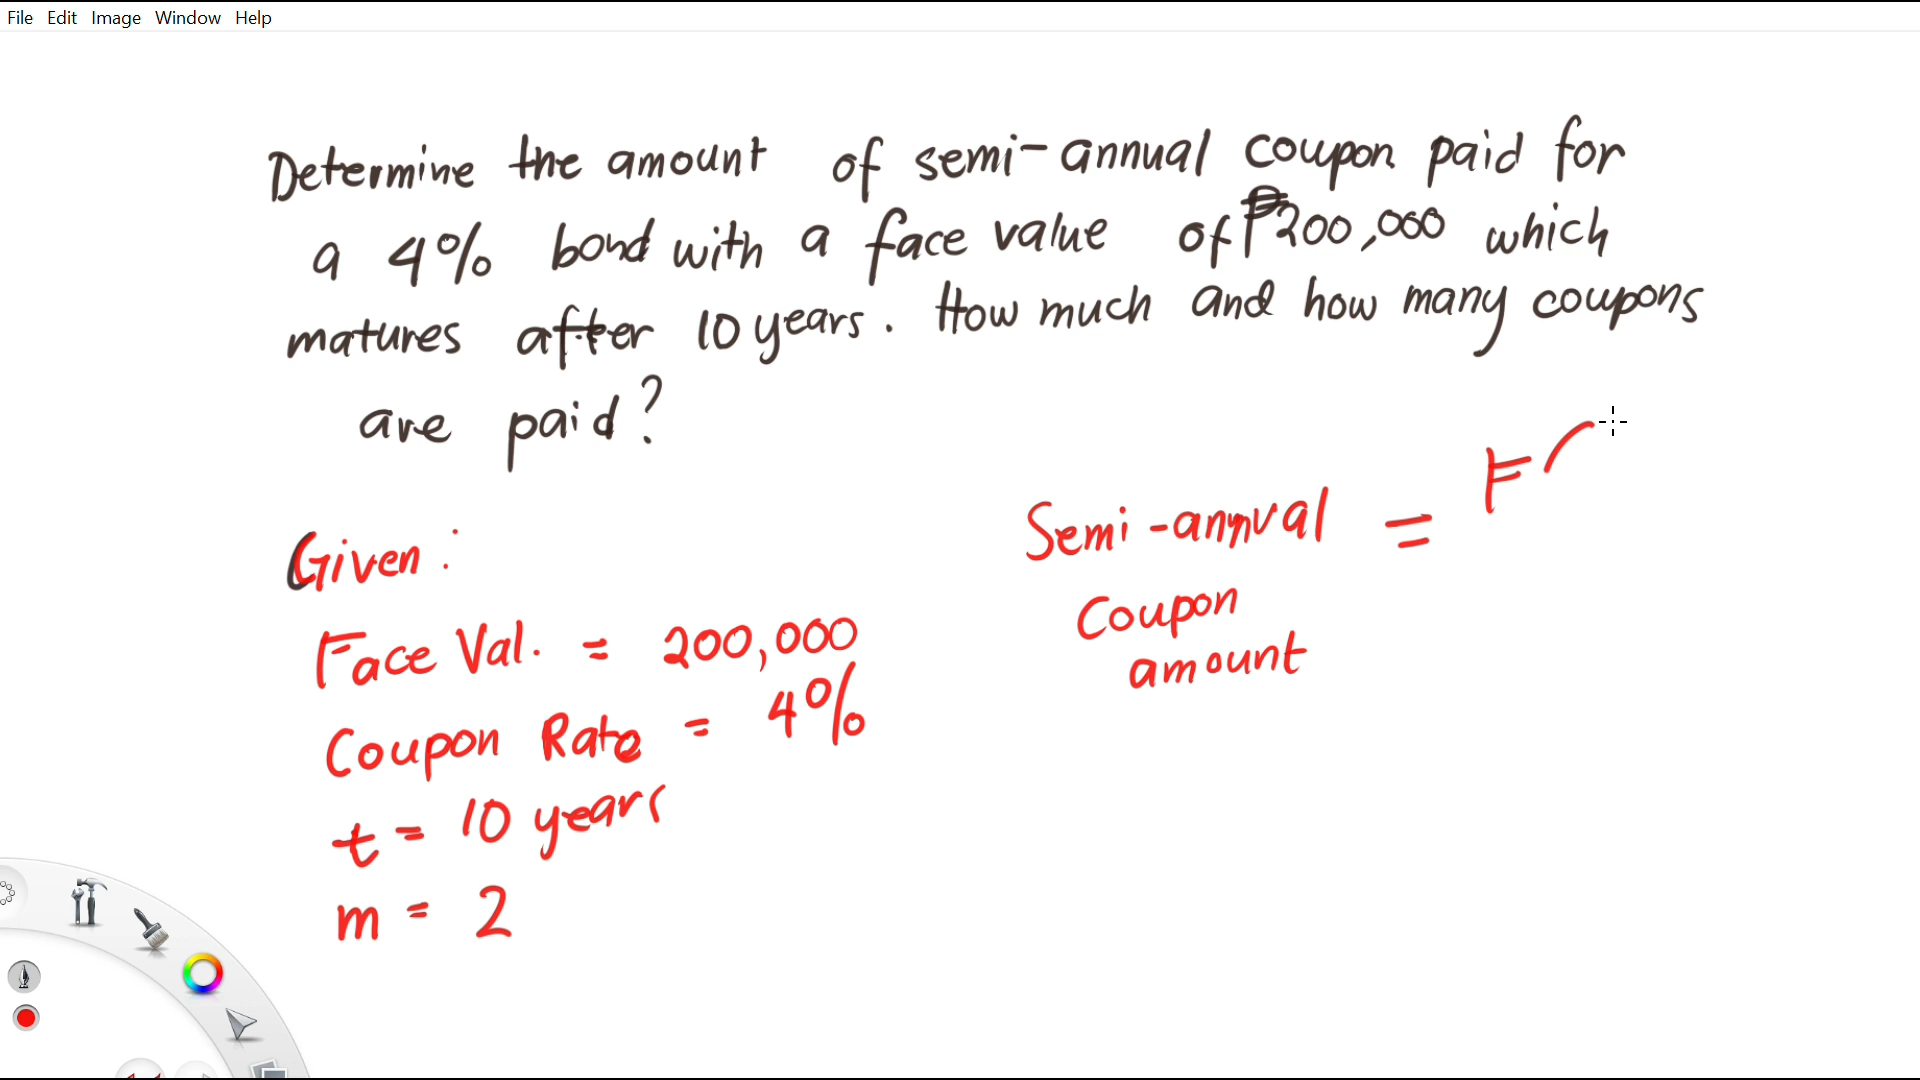 File Edit Image Window Help
Determine the amount of semi-annual coupon paid for
a 4% bond with a face value of ₱200,000 which
matures after 10 years. How much and how many coupons
are paid?
Given:
Face Val. = 200,000
Coupon Rate = 4%
t = 10 years
m = 2
Semi-annual = F
Coupon
amount